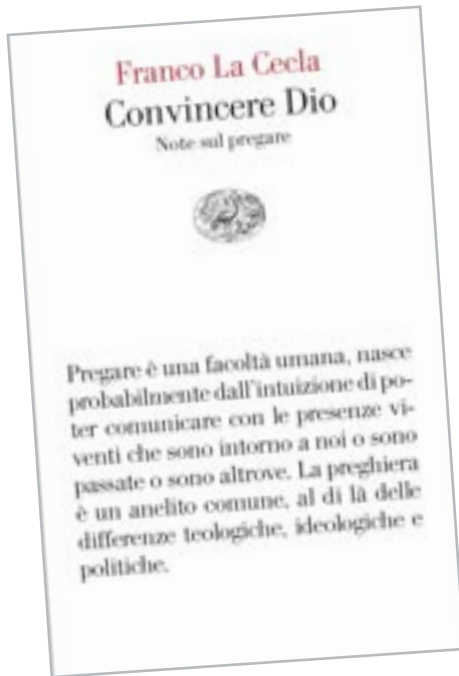 Franco La Cecla
Convincere Dio
Note sul pregare
Pregare è una facoltà umana, nasce
probabilmente dall'intuizione di po-
ter comunicare con le presenze vi-
venti che sono intorno a noi o sono
passate o sono altrove. La preghiera
è un anelito comune, al di là delle
differenze teologiche, ideologiche e
politiche.